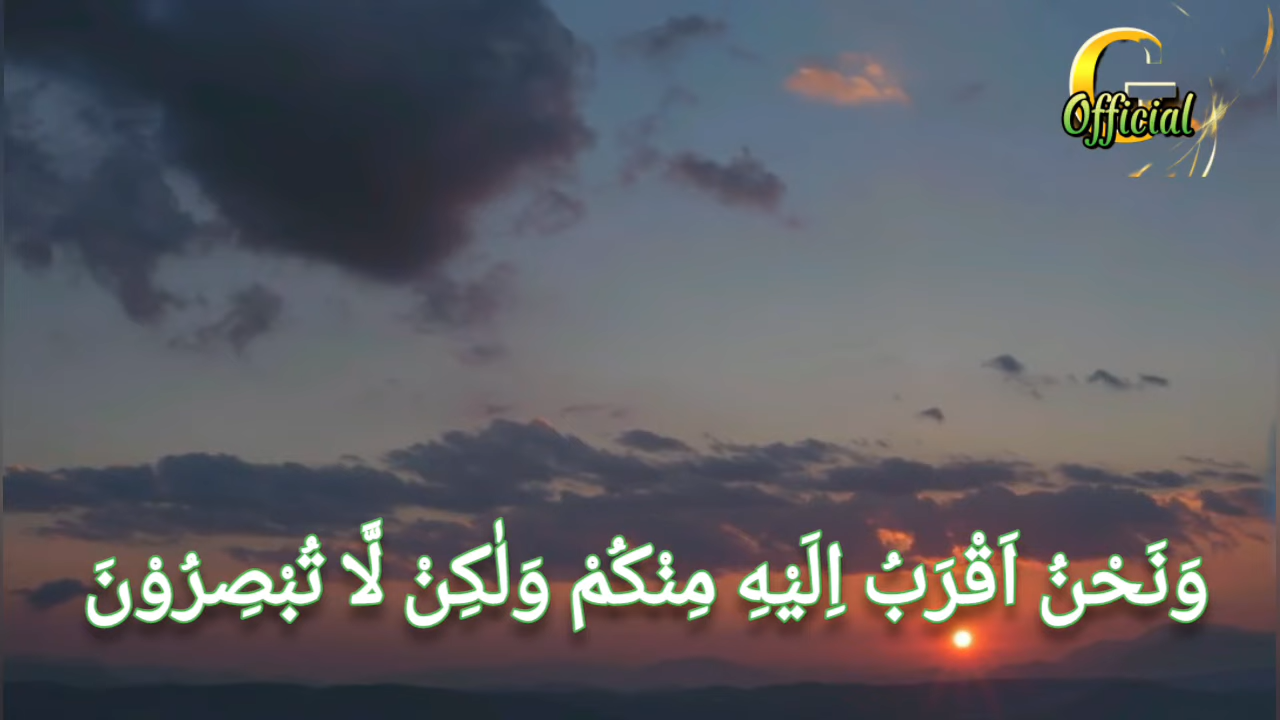 G
Official
وَنَحْنُ اَقْرَبُ اِلَيْهِ مِنْكُمْ وَلٰكِنْ لَّا تُبْصِرُوْنَ